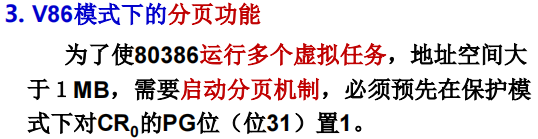 3. V86模式下的分页功能
为了使80386运行多个虚拟任务，地址空间大
于１MB，需要启动分页机制，必须预先在保护模
式下对CR0的PG位（位31）置1。